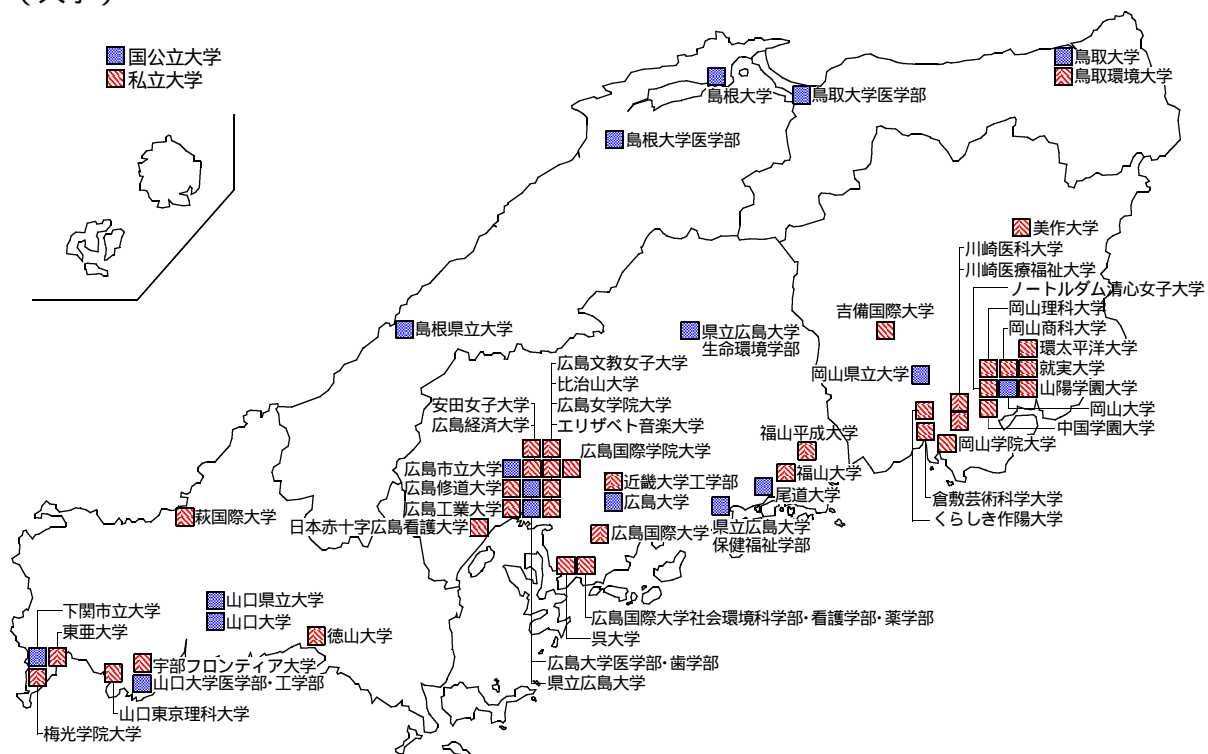 国公立大学
私立大学
鳥取大学
鳥取環境大学
島根大学
鳥取大学医学部
島根大学医学部
美作大学
川崎医科大学
川崎医療福祉大学
ノートルダム清心女子大学
岡山理科大学
吉備国際大学
岡山商科大学
島根県立大学
県立広島大学
生命環境学部
環太平洋大学
広島文教女子大学
就実大学
岡山県立大学
比治山大学
山陽学園大学
安田女子大学
広島女学院大学
岡山大学
広島経済大学
エリザベト音楽大学
中国学園大学
福山平成大学
岡山学院大学
広島国際学院大学
広島市立大学
福山大学
近畿大学工学部
広島修道大学
尾道大学
倉敷芸術科学大学
広島大学
広島工業大学
くらしき作陽大学
萩国際大学
日本赤十字広島看護大学
県立広島大学
保健福祉学部
広島国際大学
山口県立大学
下関市立大学
広島国際大学社会環境科学部・看護学部・薬学部
山口大学
東亜大学
徳山大学
呉大学
宇部フロンティア大学
広島大学医学部・歯学部
山口大学医学部・工学部
県立広島大学
山口東京理科大学
梅光学院大学